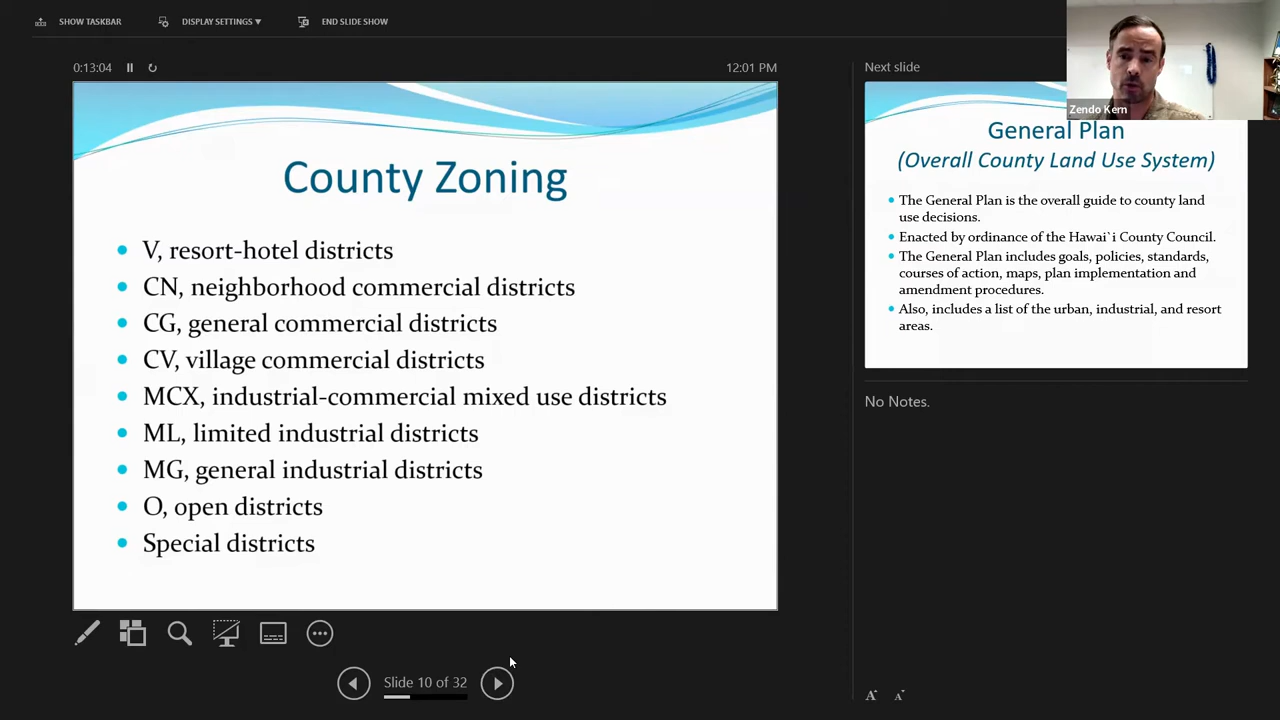 SHOW TASKBAR
DISPLAY SETTINGS ▼
END SLIDE SHOW
0:13:04
12:01 PM
County Zoning
• V, resort-hotel districts
• CN, neighborhood commercial districts
• CG, general commercial districts
• CV, village commercial districts
• MCX, industrial-commercial mixed use districts
• ML, limited industrial districts
• MG, general industrial districts
• O, open districts
• Special districts
Slide 10 of 32
Next slide
Zendo Kern
General Plan
(Overall County Land Use System)
• The General Plan is the overall guide to county land
use decisions.
• Enacted by ordinance of the Hawai`i County Council.
• The General Plan includes goals, policies, standards,
courses of action, maps, plan implementation and
amendment procedures.
• Also, includes a list of the urban, industrial, and resort
areas.
No Notes.
A A